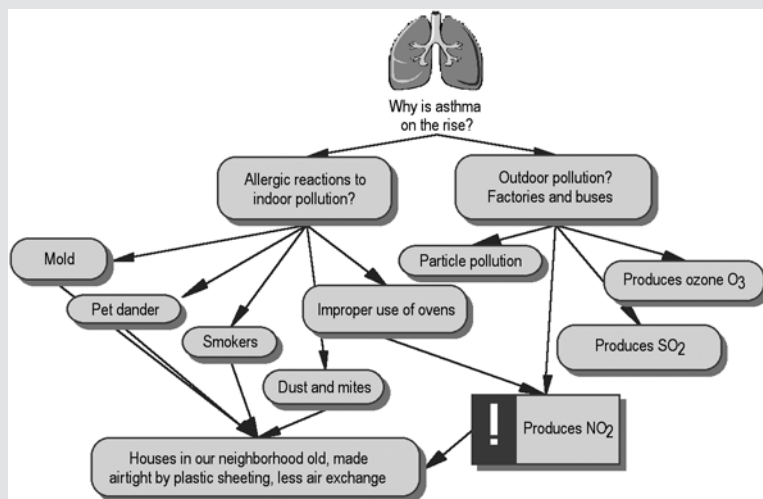 Why is asthma
on the rise?
Allergic reactions to
indoor pollution?
Outdoor pollution?
Factories and buses
Mold
Particle pollution
Produces ozone O3
Pet dander
Improper use of ovens
Smokers
Produces SO2
Dust and mites
!
Produces NO2
Houses in our neighborhood old, made
airtight by plastic sheeting, less air exchange